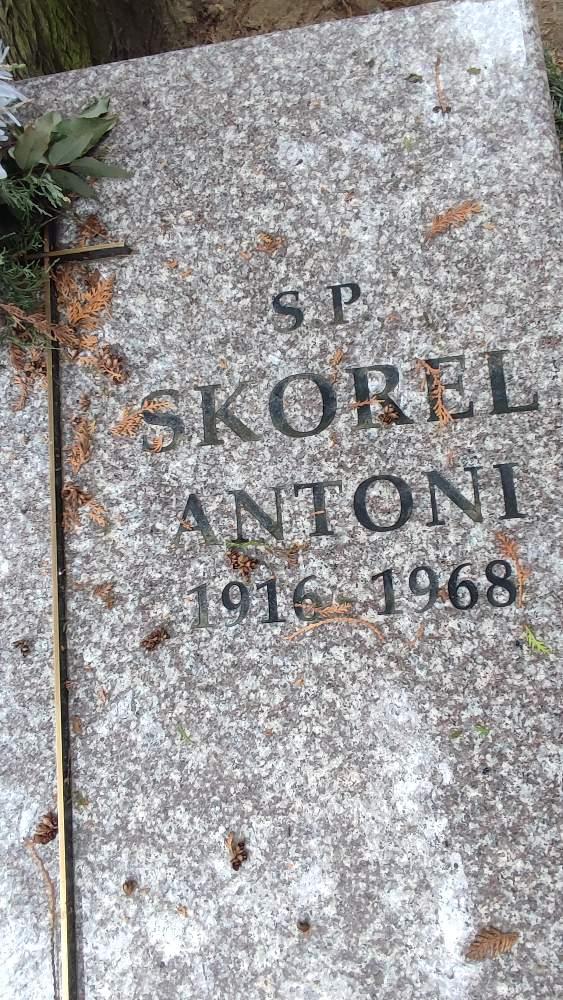 S P
SKOREL
ANTONI
1916 - 1968